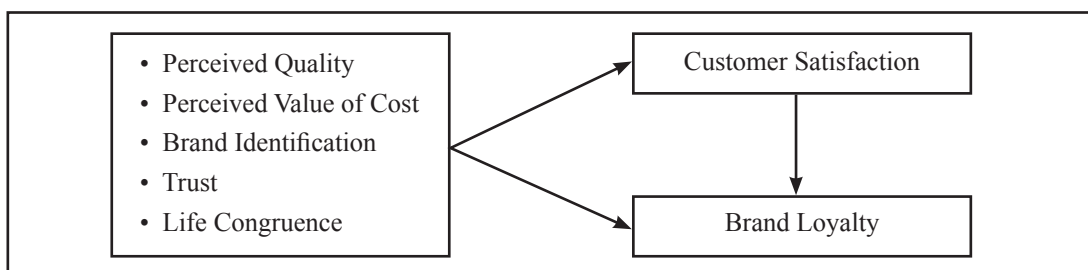 • Perceived Quality
• Perceived Value of Cost
• Brand Identification
• Trust
• Life Congruence
Customer Satisfaction
Brand Loyalty